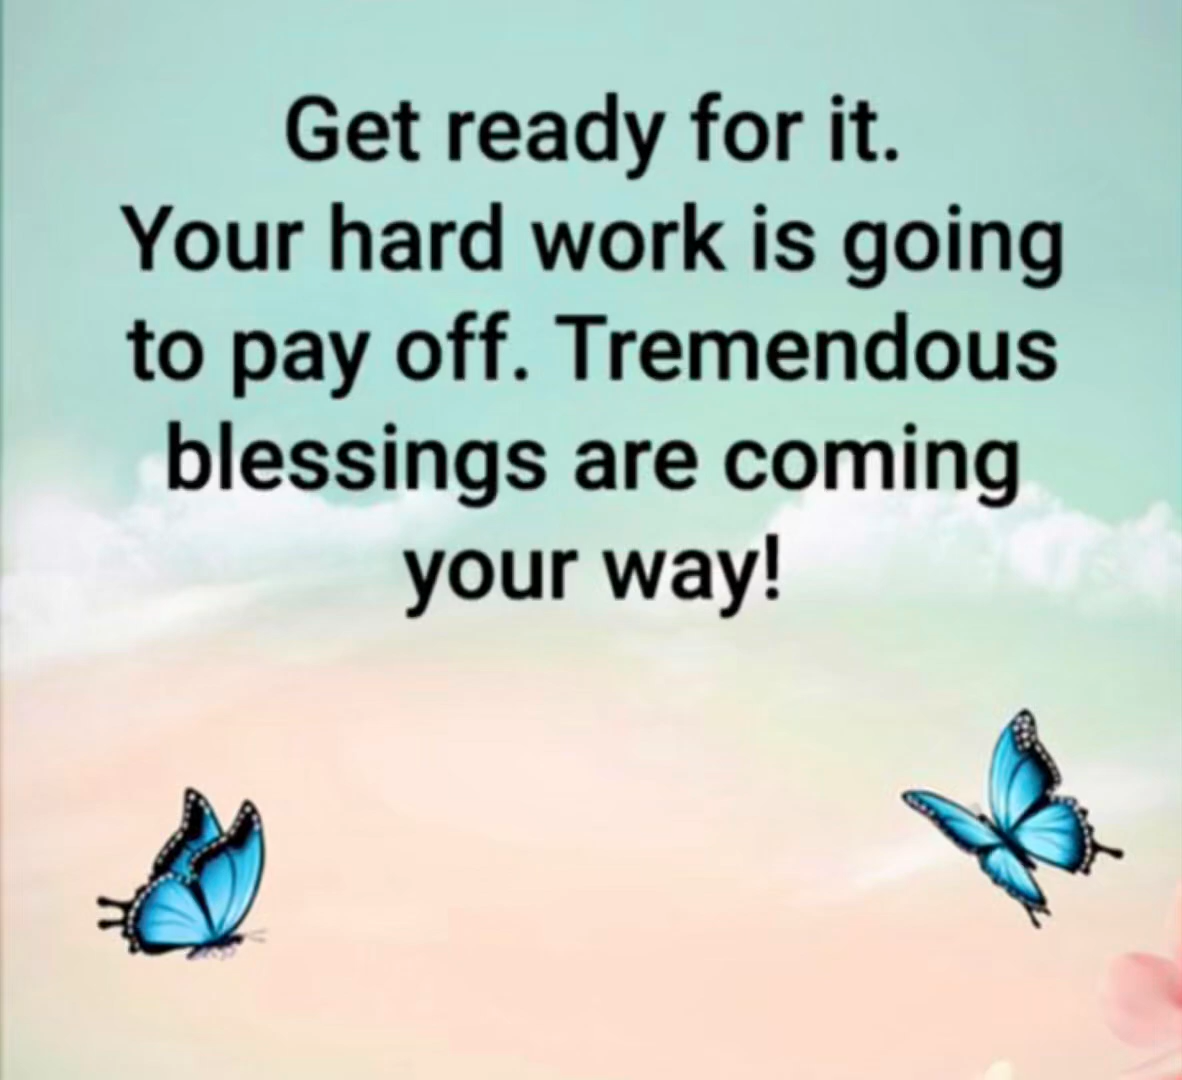 Get ready for it.
Your hard work is going
to pay off. Tremendous
blessings are coming
your way!